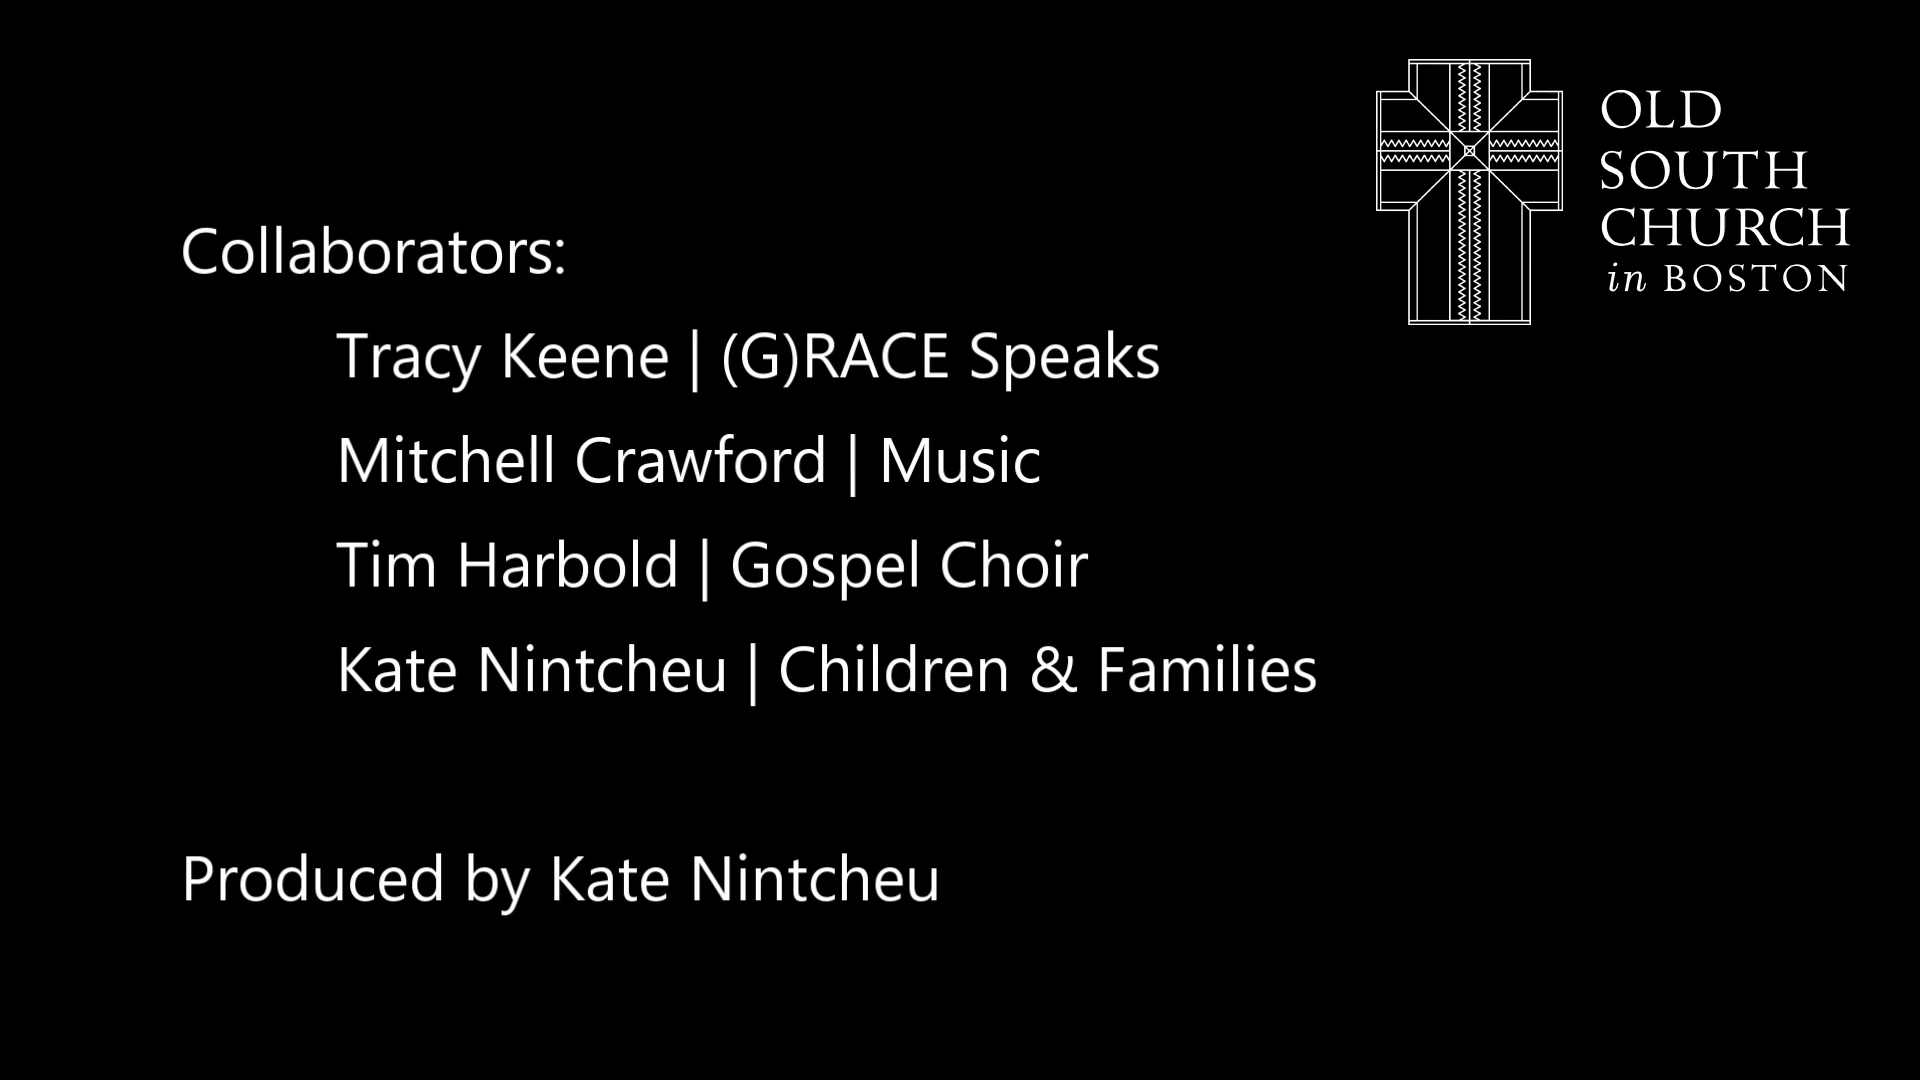 OLD
SOUTH
CHURCH
in BOSTON
Collaborators:
Tracy Keene | (G)RACE Speaks
Mitchell Crawford | Music
Tim Harbold | Gospel Choir
Kate Nintcheu | Children & Families
Produced by Kate Nintcheu